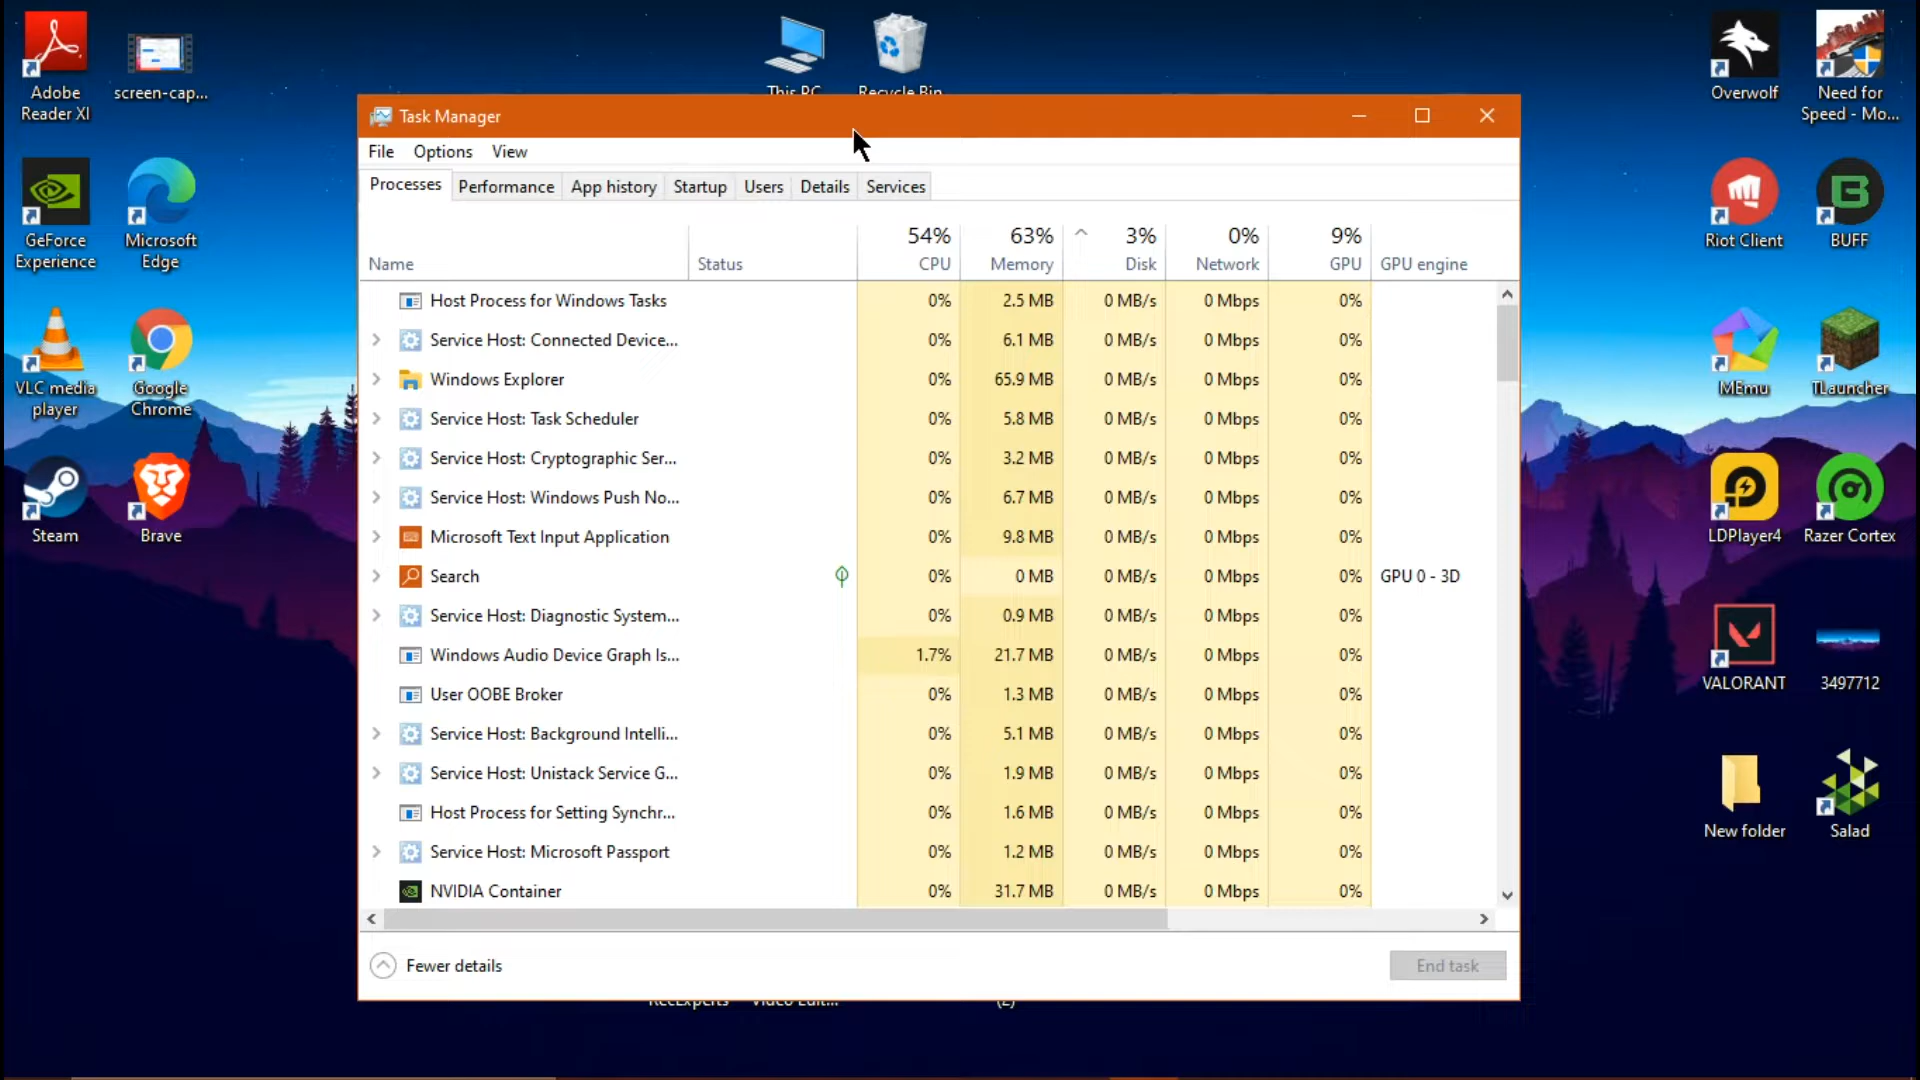 Adobe
Reader XI
screen-cap...
This PC
Recycle Bin
Overwolf
Need for
Speed - Mo...
GeForce
Experience
Microsoft
Edge
Riot Client
BUFF
VLC media
player
Google
Chrome
MEmu
TLauncher
Steam
Brave
LDPlayer4
Razer Cortex
VALORANT
3497712
New folder
Salad
Task Manager
File Options View
Processes Performance App history Startup Users Details Services
54% 63% 3% 0% 9%
Name Status CPU Memory Disk Network GPU GPU engine
Host Process for Windows Tasks 0% 2.5 MB 0 MB/s 0 Mbps 0%
Service Host: Connected Device... 0% 6.1 MB 0 MB/s 0 Mbps 0%
Windows Explorer 0% 65.9 MB 0 MB/s 0 Mbps 0%
Service Host: Task Scheduler 0% 5.8 MB 0 MB/s 0 Mbps 0%
Service Host: Cryptographic Ser... 0% 3.2 MB 0 MB/s 0 Mbps 0%
Service Host: Windows Push No... 0% 6.7 MB 0 MB/s 0 Mbps 0%
Microsoft Text Input Application 0% 9.8 MB 0 MB/s 0 Mbps 0%
Search 0% 0 MB 0 MB/s 0 Mbps 0% GPU 0 - 3D
Service Host: Diagnostic System... 0% 0.9 MB 0 MB/s 0 Mbps 0%
Windows Audio Device Graph Is... 1.7% 21.7 MB 0 MB/s 0 Mbps 0%
User OOBE Broker 0% 1.3 MB 0 MB/s 0 Mbps 0%
Service Host: Background Intelli... 0% 5.1 MB 0 MB/s 0 Mbps 0%
Service Host: Unistack Service G... 0% 1.9 MB 0 MB/s 0 Mbps 0%
Host Process for Setting Synchr... 0% 1.6 MB 0 MB/s 0 Mbps 0%
Service Host: Microsoft Passport 0% 1.2 MB 0 MB/s 0 Mbps 0%
NVIDIA Container 0% 31.7 MB 0 MB/s 0 Mbps 0%
Fewer details
End task
RecExperts Video Edit... (2)